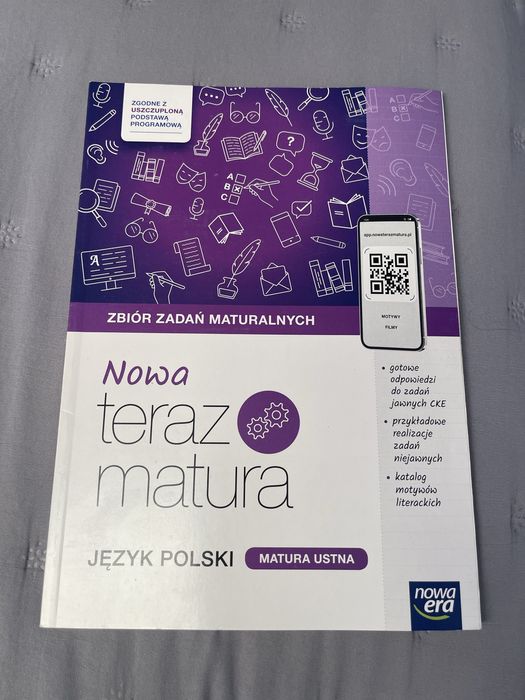 ZGODNE Z
USZCZUPLONĄ
PODSTAWĄ
PROGRAMOWĄ
A
B
C
A
B
C
A
app.nowaterazmatura.pl
MOTYWY
FILMY
ZBIÓR ZADAŃ MATURALNYCH
Nowa
teraz
matura
• gotowe
odpowiedzi
do zadań
jawnych CKE
• przykładowe
realizacje
zadań
niejawnych
• katalog
motywów
literackich
JĘZYK POLSKI
MATURA USTNA
nowa
era